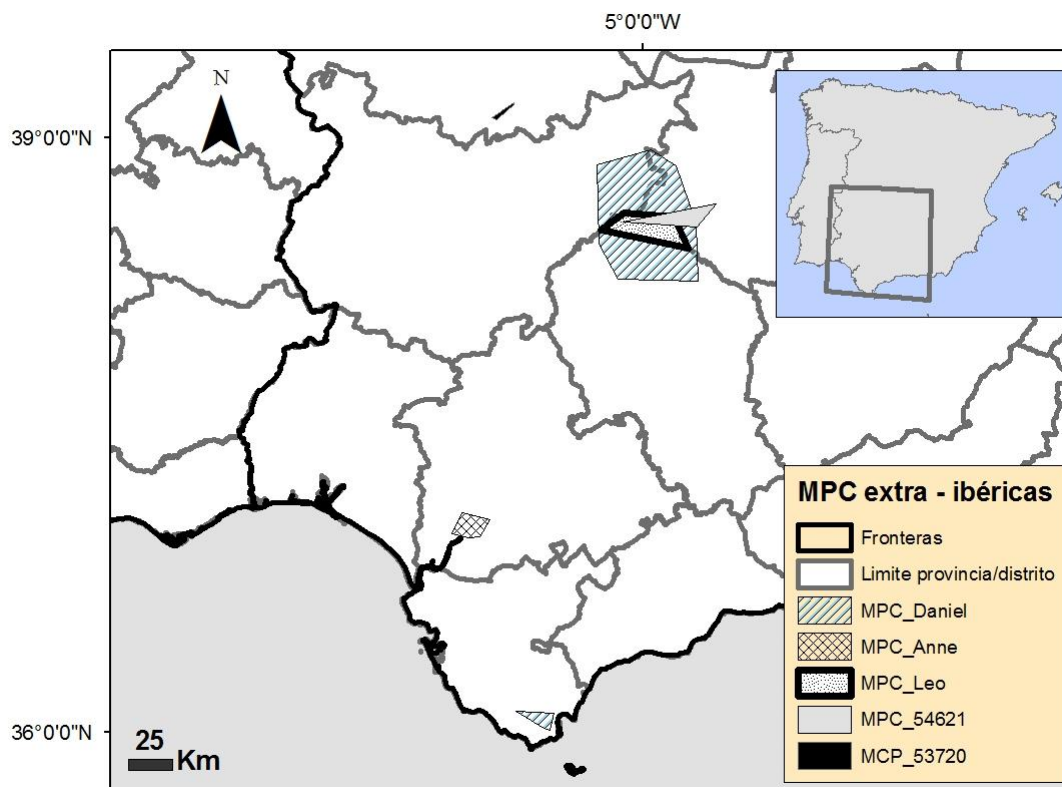 5°0'0"W
N
39°0'0"N
MPC extra - ibéricas
Fronteras
Limite provincia/distrito
MPC_Daniel
MPC_Anne
MPC_Leo
MPC_54621
MCP_53720
36°0'0"N
25
Km